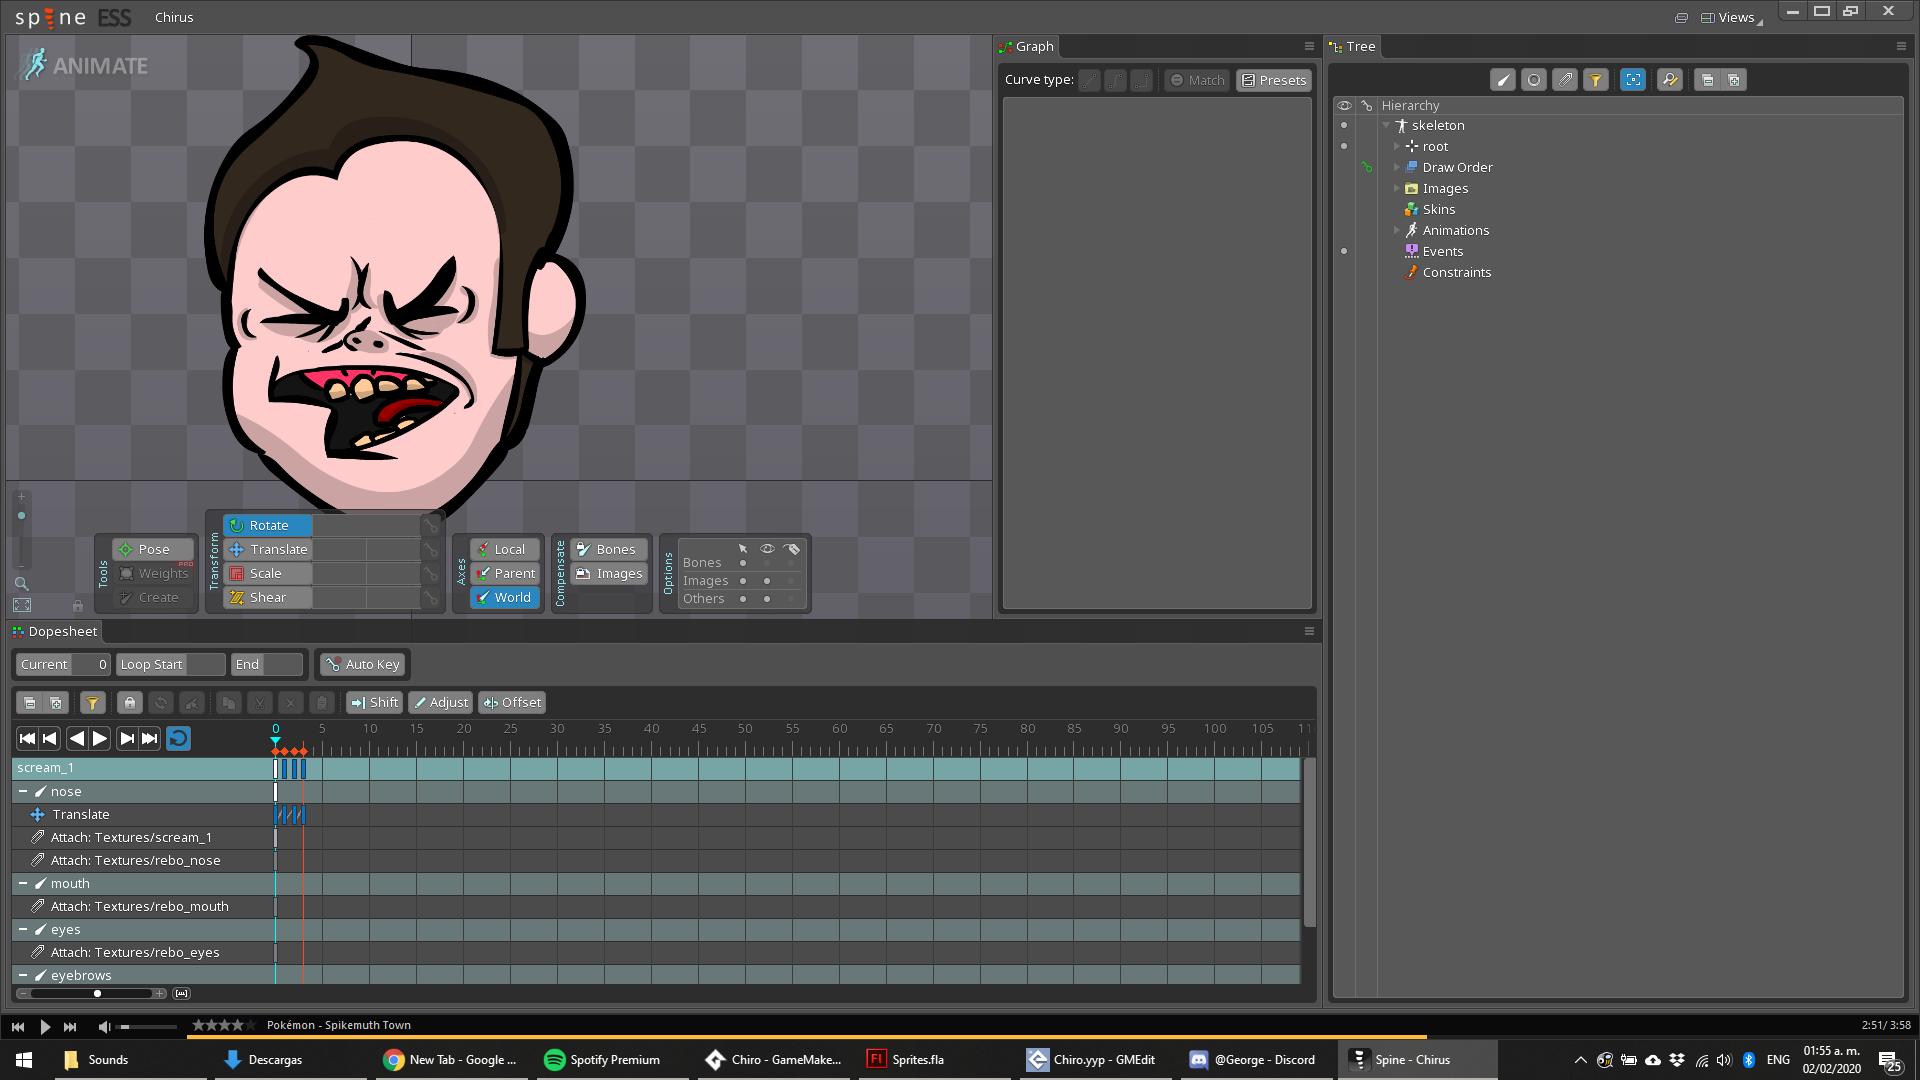 spine ESS Chirus Views
ANIMATE
Graph
Curve type: Match Presets
Tree
Hierarchy
skeleton
root
Draw Order
Images
Skins
Animations
Events
Constraints
Tools
Pose
Weights PRO
Create
Transform
Rotate
Translate
Scale
Shear
Axes
Local
Parent
World
Compensate
Bones
Images
Options
Bones
Images
Others
Dopesheet
Current 0 Loop Start End Auto Key
Shift Adjust Offset
0 5 10 15 20 25 30 35 40 45 50 55 60 65 70 75 80 85 90 95 100 105
scream_1
nose
Translate
Attach: Textures/scream_1
Attach: Textures/rebo_nose
mouth
Attach: Textures/rebo_mouth
eyes
Attach: Textures/rebo_eyes
eyebrows
Pokémon - Spikemuth Town 2:51/ 3:58
Sounds Descargas New Tab - Google ... Spotify Premium Chiro - GameMake... Sprites.fla Chiro.yyp - GMEdit @George - Discord Spine - Chirus ENG 01:55 a. m. 25
02/02/2020